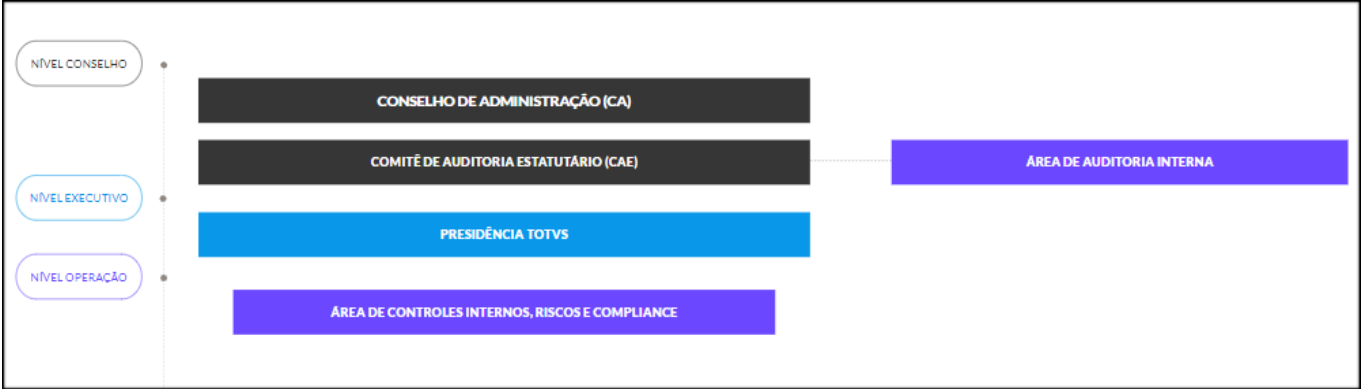 NÍVEL CONSELHO
CONSELHO DE ADMINISTRAÇÃO (CA)
COMITÊ DE AUDITORIA ESTATUTÁRIO (CAE)
ÁREA DE AUDITORIA INTERNA
NÍVEL EXECUTIVO
PRESIDÊNCIA TOTVS
NÍVEL OPERAÇÃO
ÁREA DE CONTROLES INTERNOS, RISCOS E COMPLIANCE